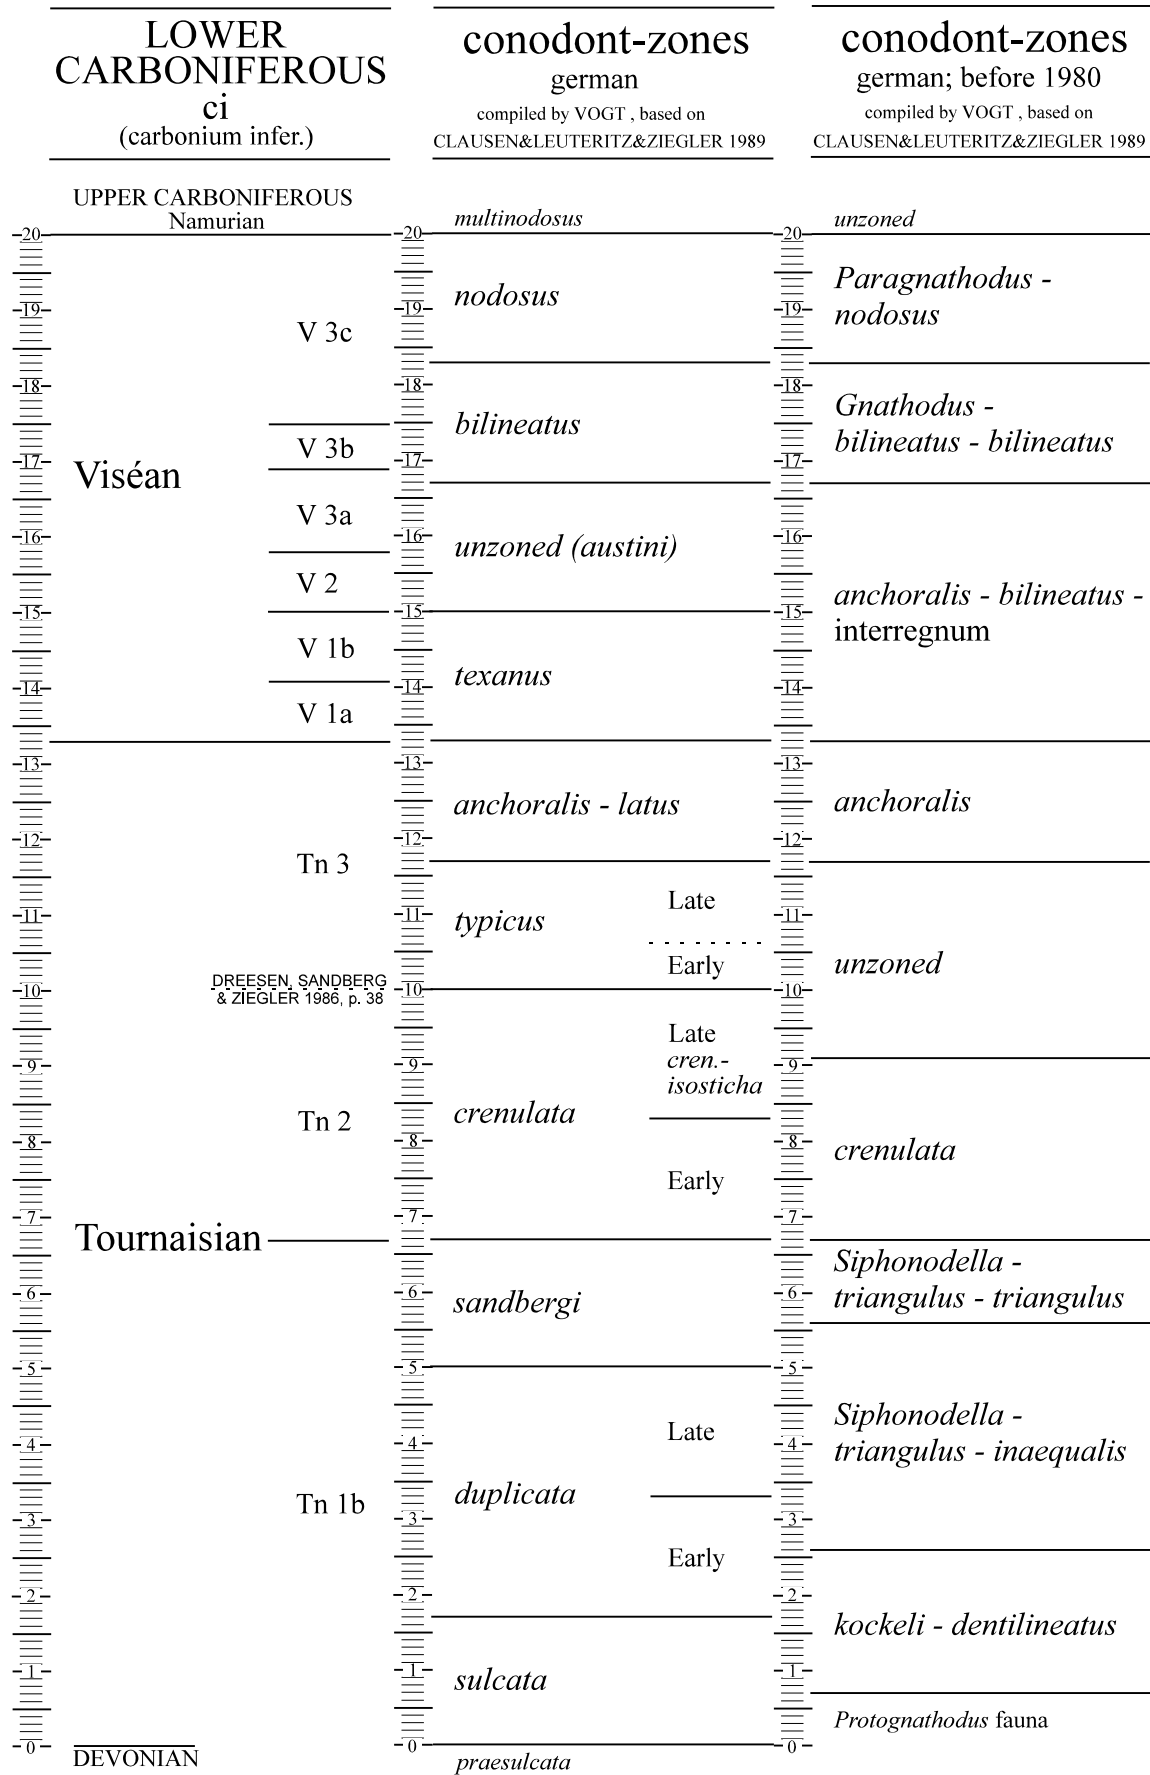 LOWER
CARBONIFEROUS
ci
(carbonium infer.)
UPPER CARBONIFEROUS
Namurian
20
19
18
17
16
15
14
13
12
11
10
9
8
7
6
5
4
3
2
1
0
V 3c
V 3b
Viséan
V 3a
V 2
V 1b
V 1a
Tn 3
DREESEN, SANDBERG
& ZIEGLER 1986, p. 38
Tn 2
Tournaisian
Tn 1b
DEVONIAN
conodont-zones
german
compiled by VOGT , based on
CLAUSEN&LEUTERITZ&ZIEGLER 1989
multinodosus
20
19
18
17
16
15
14
13
12
11
10
9
8
7
6
5
4
3
2
1
0
nodosus
bilineatus
unzoned (austini)
texanus
anchoralis - latus
typicus
Late
Early
crenulata
Late
cren.-
isosticha
Early
sandbergi
duplicata
Late
Early
sulcata
praesulcata
conodont-zones
german; before 1980
compiled by VOGT , based on
CLAUSEN&LEUTERITZ&ZIEGLER 1989
unzoned
20
19
18
17
16
15
14
13
12
11
10
9
8
7
6
5
4
3
2
1
0
Paragnathodus -
nodosus
Gnathodus -
bilineatus - bilineatus
anchoralis - bilineatus -
interregnum
anchoralis
unzoned
crenulata
Siphonodella -
triangulus - triangulus
Siphonodella -
triangulus - inaequalis
kockeli - dentilineatus
Protognathodus fauna